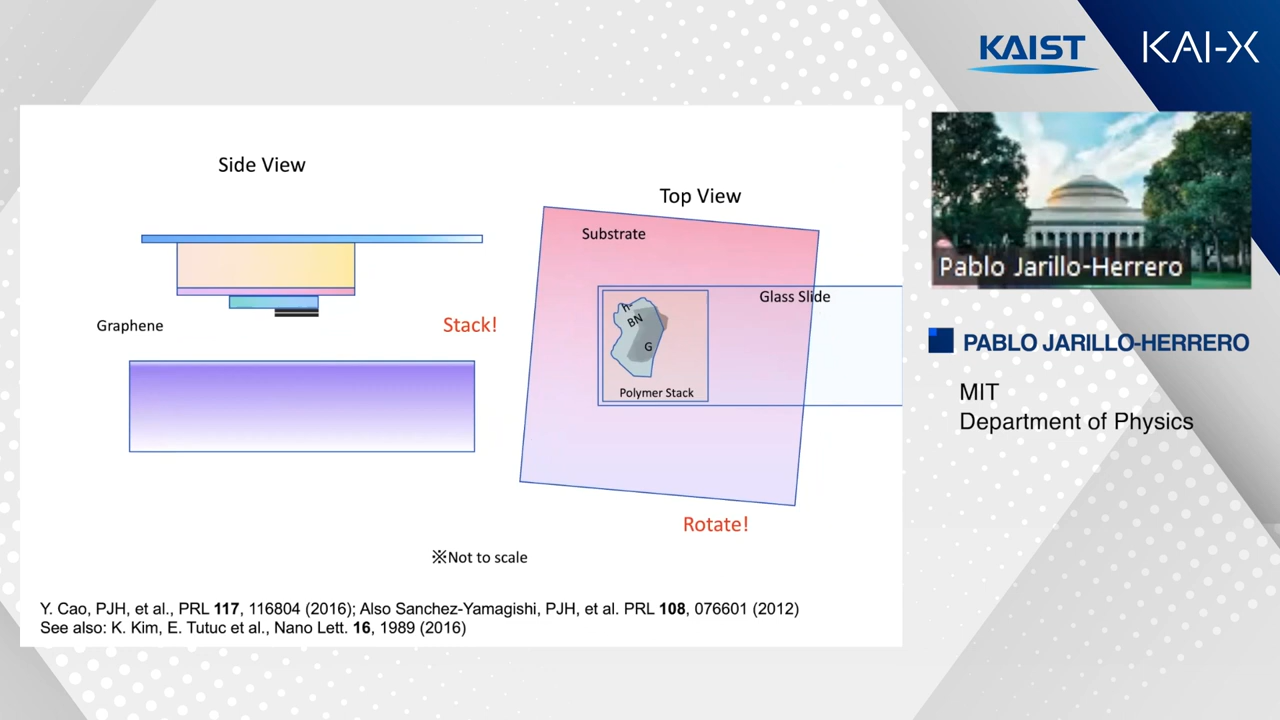 KAIST
KAI-X
Side View
Top View
Substrate
Glass Slide
Graphene
Stack!
h-
BN
G
Polymer Stack
Rotate!
※Not to scale
Y. Cao, PJH, et al., PRL 117, 116804 (2016); Also Sanchez-Yamagishi, PJH, et al. PRL 108, 076601 (2012)
See also: K. Kim, E. Tutuc et al., Nano Lett. 16, 1989 (2016)
Pablo Jarillo-Herrero
PABLO JARILLO-HERRERO
MIT
Department of Physics